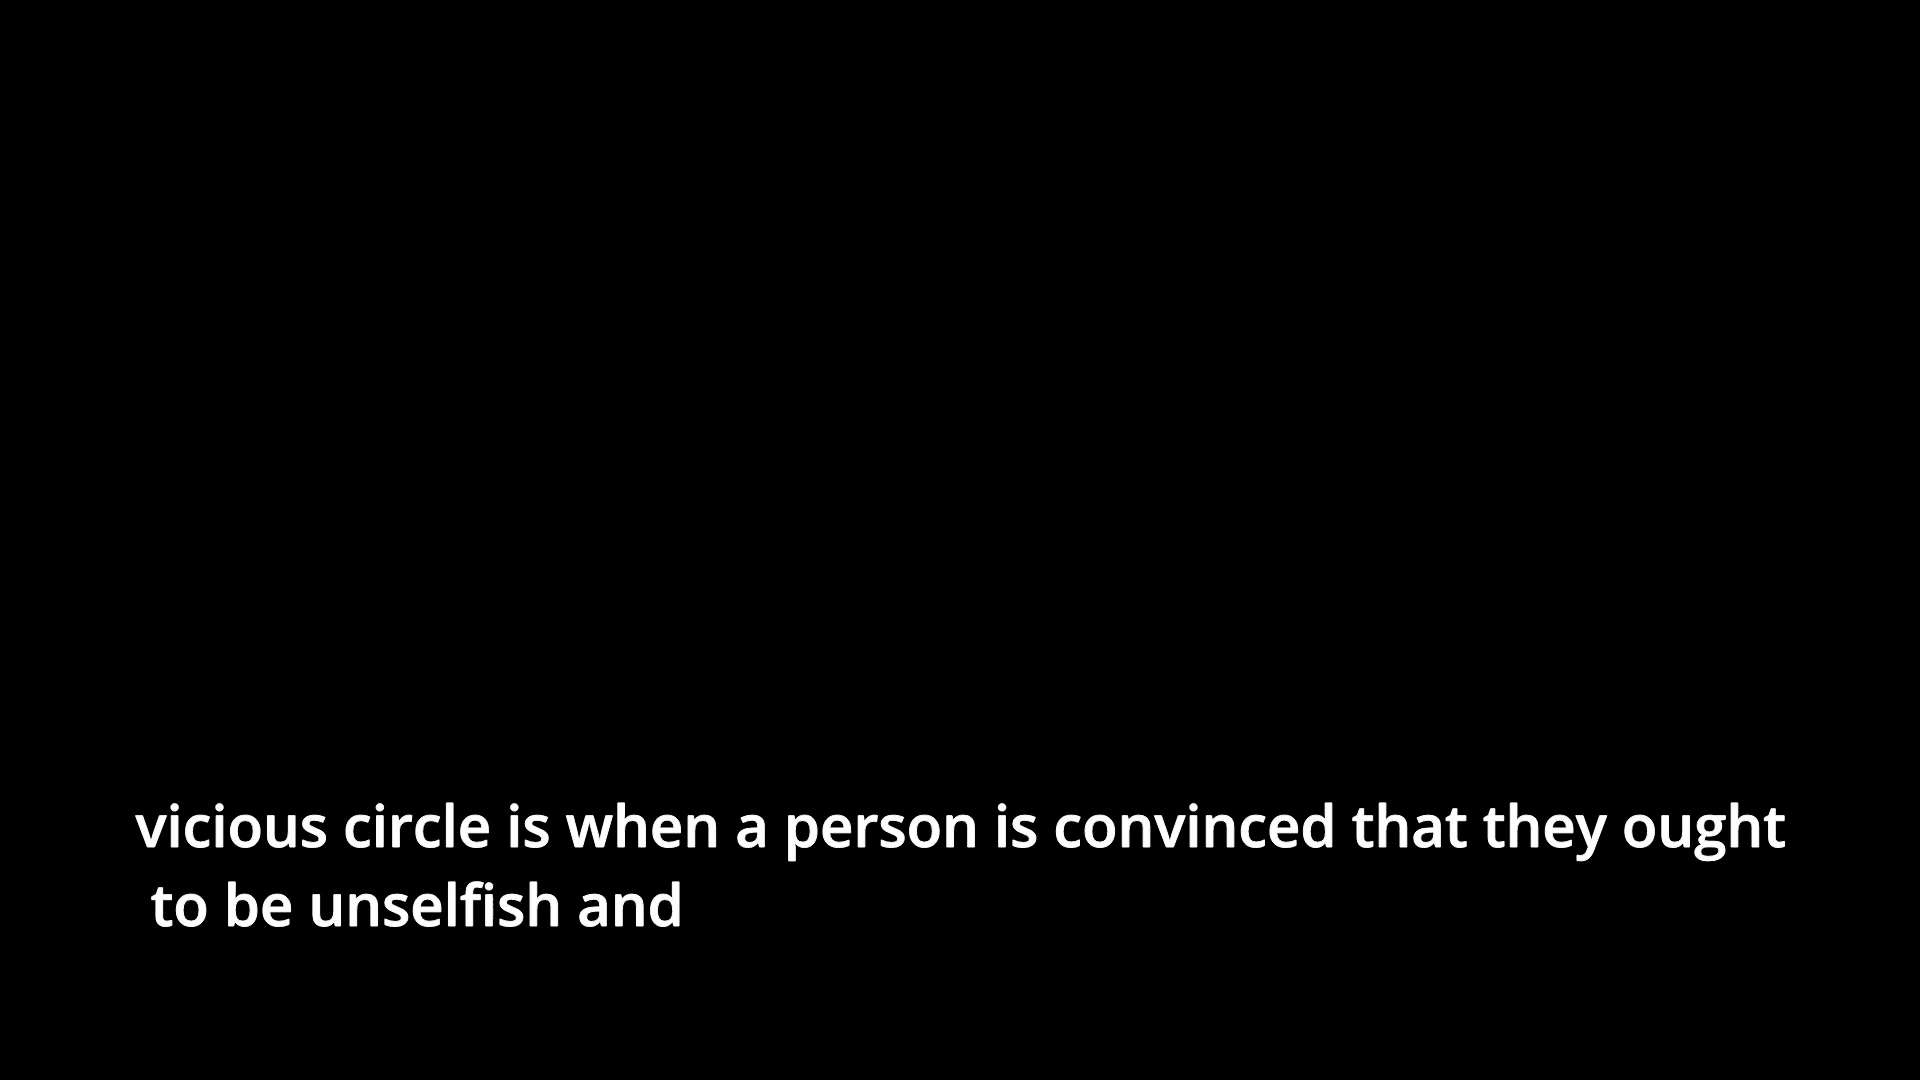 vicious circle is when a person is convinced that they ought
to be unselfish and